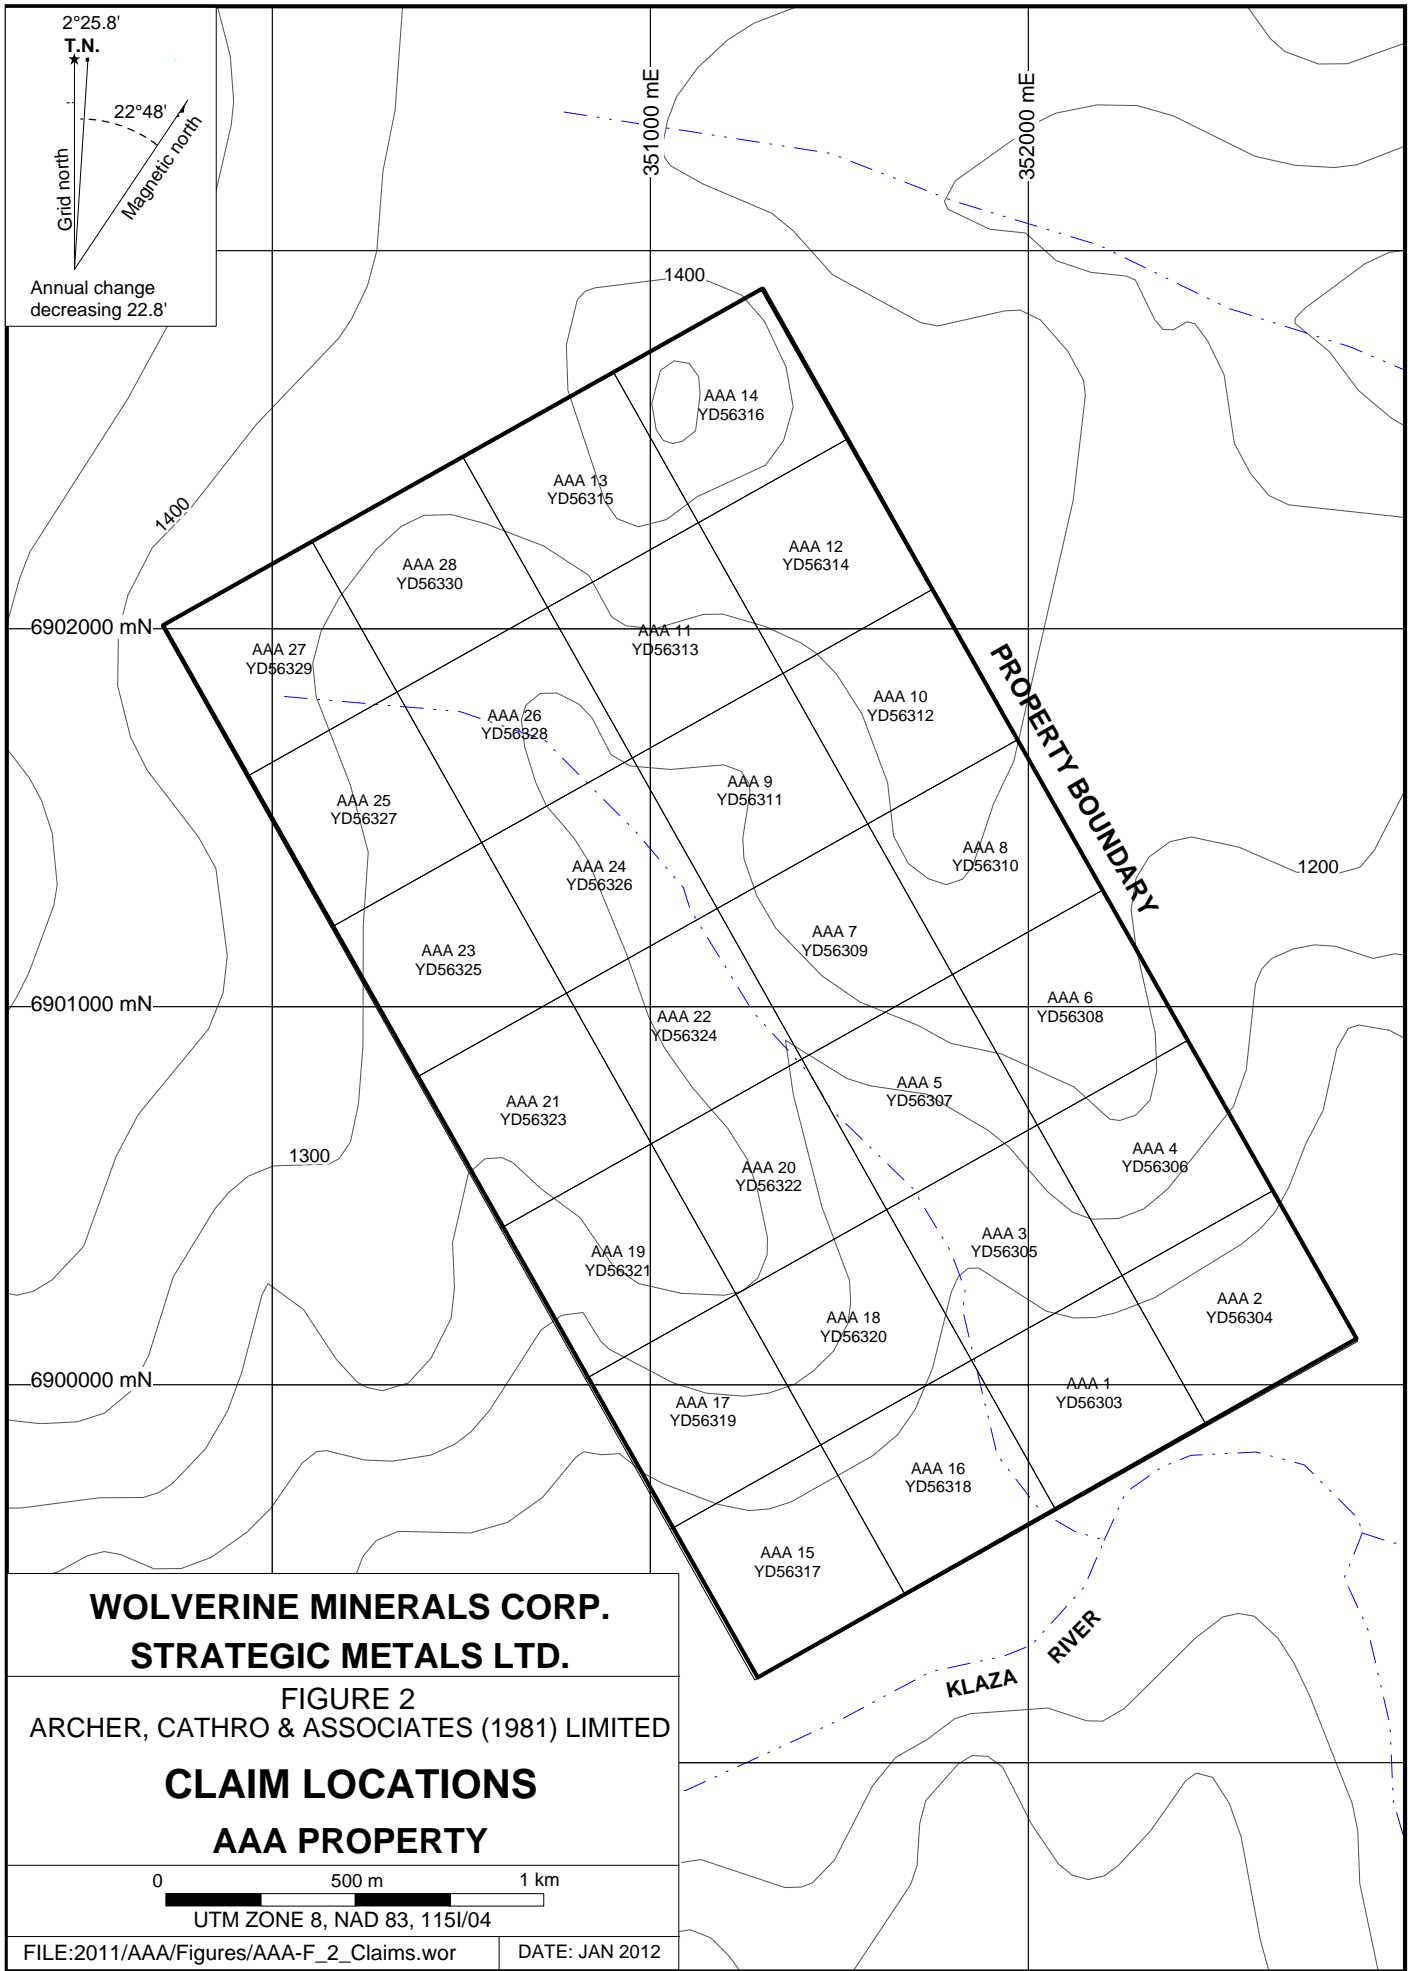 2°25.8'
T.N.
22°48'
Grid north
Magnetic north
Annual change
decreasing 22.8'
351000 mE
352000 mE
1400
AAA 14
YD56316
AAA 13
YD56315
1400
AAA 12
YD56314
AAA 28
YD56330
6902000 mN
AAA 11
YD56313
AAA 27
YD56329
PROPERTY BOUNDARY
AAA 10
YD56312
AAA 26
YD56328
AAA 9
YD56311
AAA 25
YD56327
AAA 8
YD56310
1200
AAA 24
YD56326
AAA 7
YD56309
AAA 23
YD56325
6901000 mN
AAA 6
YD56308
AAA 22
YD56324
AAA 5
YD56307
AAA 21
YD56323
1300
AAA 4
YD56306
AAA 20
YD56322
AAA 3
YD56305
AAA 19
YD56321
AAA 2
YD56304
AAA 18
YD56320
6900000 mN
AAA 1
YD56303
AAA 17
YD56319
AAA 16
YD56318
AAA 15
YD56317
KLAZA RIVER
WOLVERINE MINERALS CORP.
STRATEGIC METALS LTD.
FIGURE 2
ARCHER, CATHRO & ASSOCIATES (1981) LIMITED
CLAIM LOCATIONS
AAA PROPERTY
0 500 m 1 km
UTM ZONE 8, NAD 83, 115I/04
FILE:2011/AAA/Figures/AAA-F_2_Claims.wor
DATE: JAN 2012